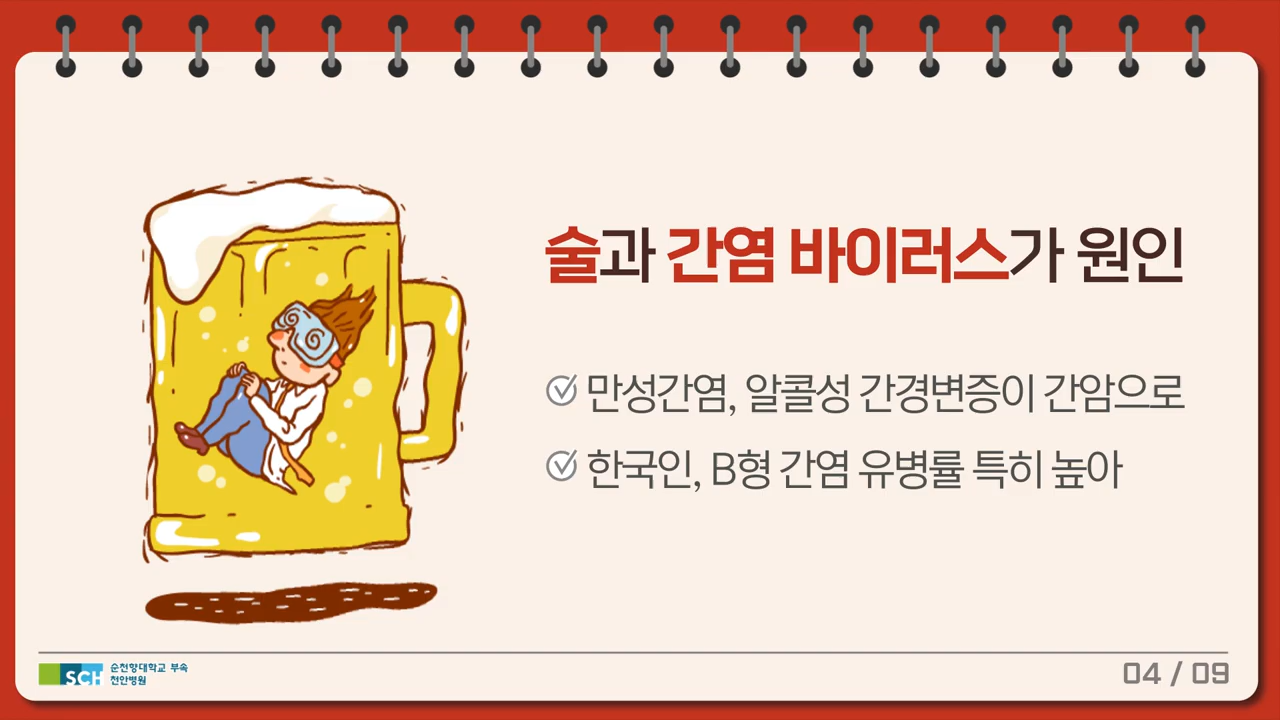 술과 간염 바이러스가 원인
만성간염, 알콜성 간경변증이 간암으로
한국인, B형 간염 유병률 특히 높아
SCH 순천향대학교 부속
천안병원
04 / 09